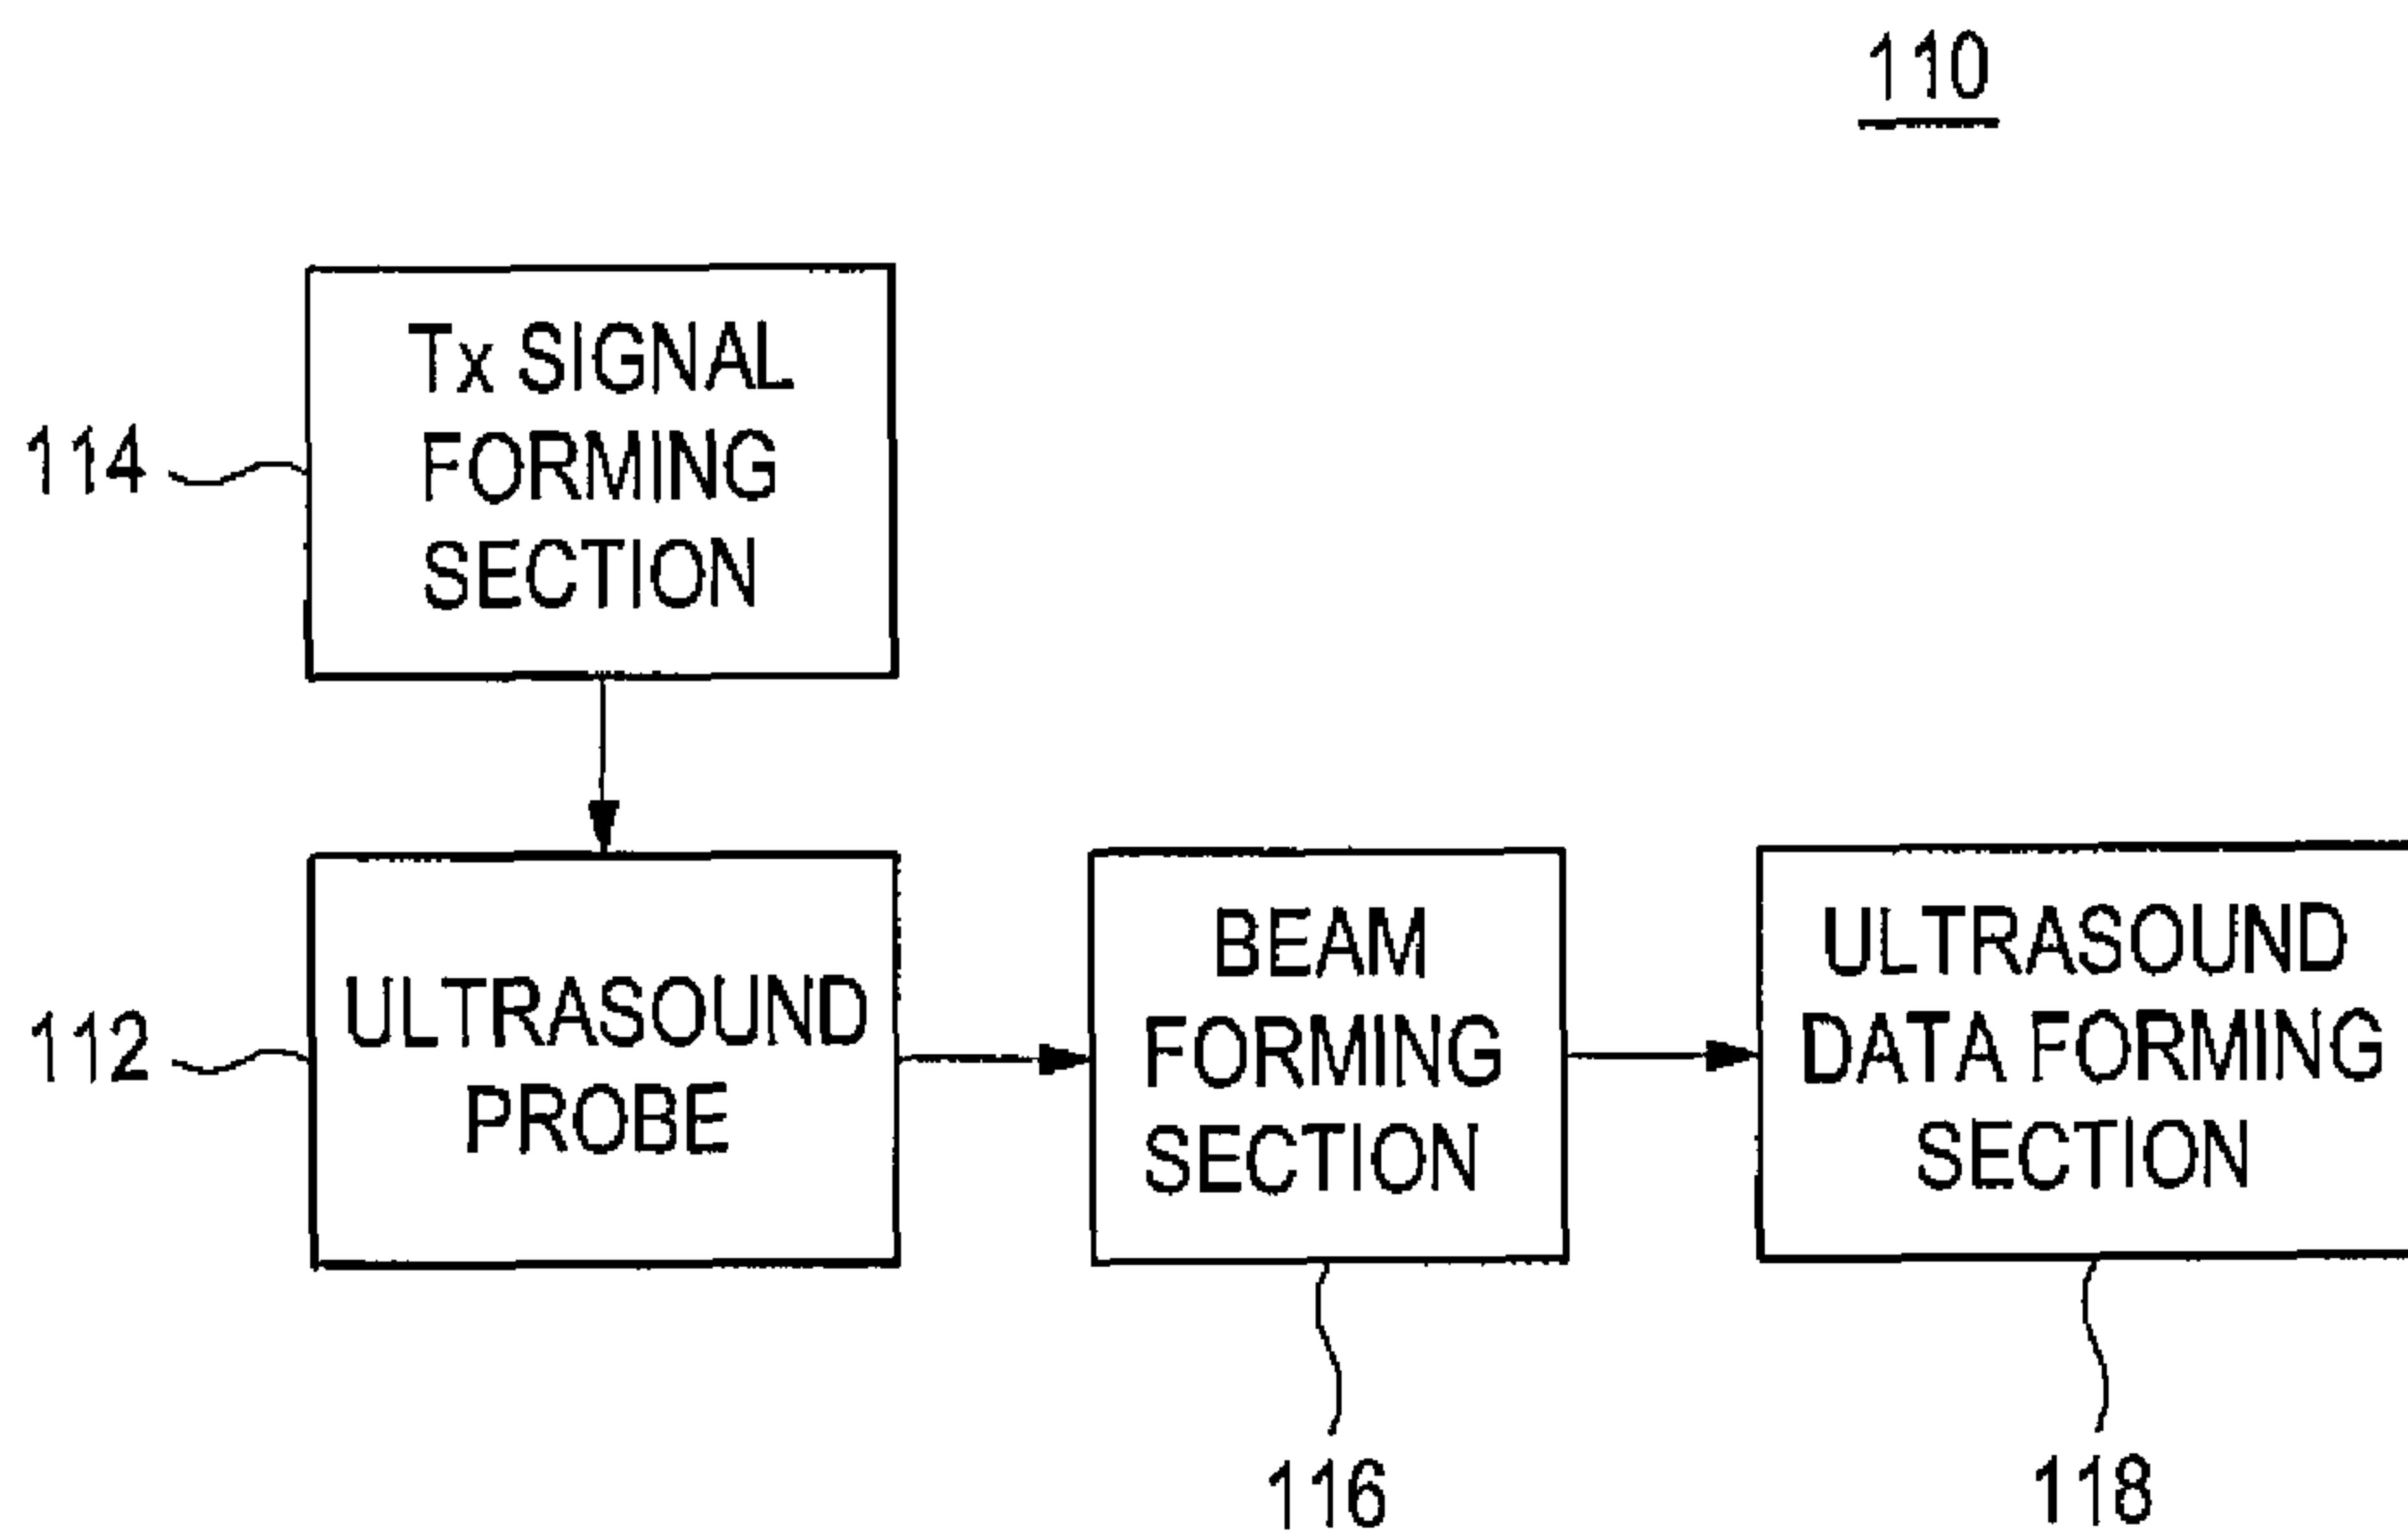 110
Tx SIGNAL
FORMING
SECTION
114
ULTRASOUND
PROBE
112
BEAM
FORMING
SECTION
116
ULTRASOUND
DATA FORMING
SECTION
118